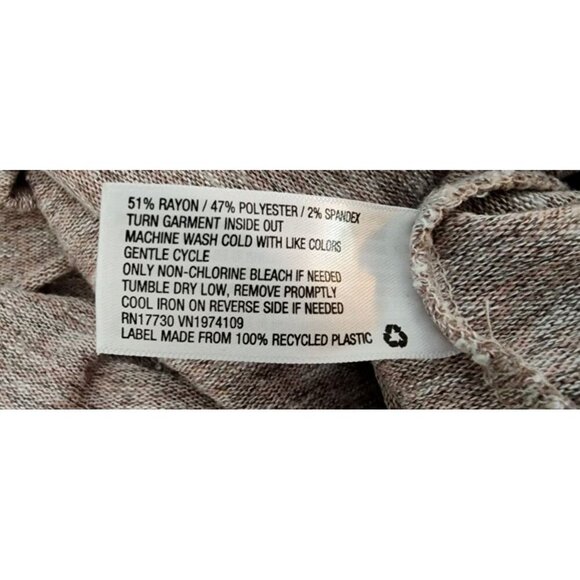 51% RAYON / 47% POLYESTER / 2% SPANDEX
TURN GARMENT INSIDE OUT
MACHINE WASH COLD WITH LIKE COLORS
GENTLE CYCLE
ONLY NON-CHLORINE BLEACH IF NEEDED
TUMBLE DRY LOW, REMOVE PROMPTLY
COOL IRON ON REVERSE SIDE IF NEEDED
RN17730 VN1974109
LABEL MADE FROM 100% RECYCLED PLASTIC